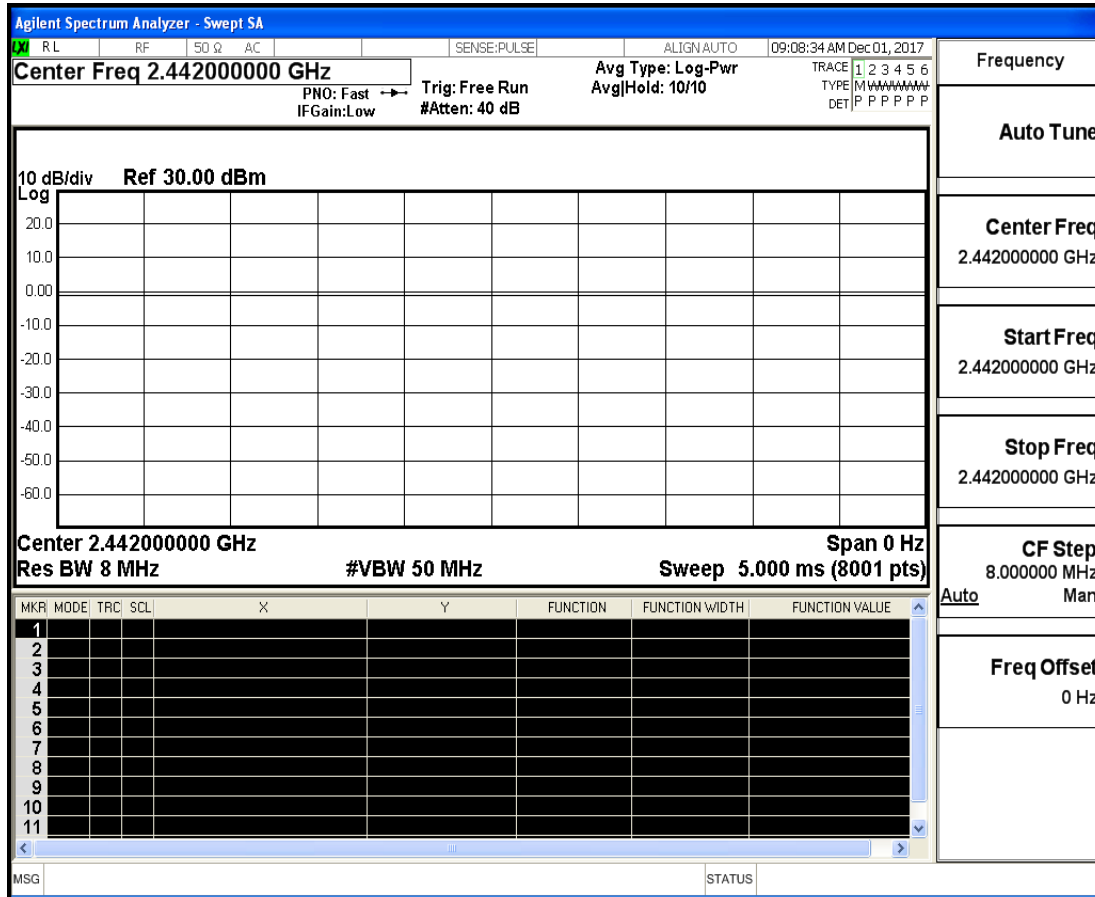 Agilent Spectrum Analyzer - Swept SA
LXI RL RF 50 Ω AC SENSE:PULSE ALIGN AUTO 09:08:34 AM Dec 01, 2017
Center Freq 2.442000000 GHz
PNO: Fast
IFGain:Low
Trig: Free Run
#Atten: 40 dB
Avg Type: Log-Pwr
Avg|Hold: 10/10
TRACE 1 2 3 4 5 6
TYPE M WWWWW
DET P P P P P P
10 dB/div Ref 30.00 dBm
Log
20.0
10.0
0.00
-10.0
-20.0
-30.0
-40.0
-50.0
-60.0
Center 2.442000000 GHz Span 0 Hz
Res BW 8 MHz #VBW 50 MHz Sweep 5.000 ms (8001 pts)
MKR MODE TRC SCL X Y FUNCTION FUNCTION WIDTH FUNCTION VALUE
1
2
3
4
5
6
7
8
9
10
11
MSG STATUS
Frequency
Auto Tune
Center Freq
2.442000000 GHz
Start Freq
2.442000000 GHz
Stop Freq
2.442000000 GHz
CF Step
8.000000 MHz
Auto Man
Freq Offset
0 Hz